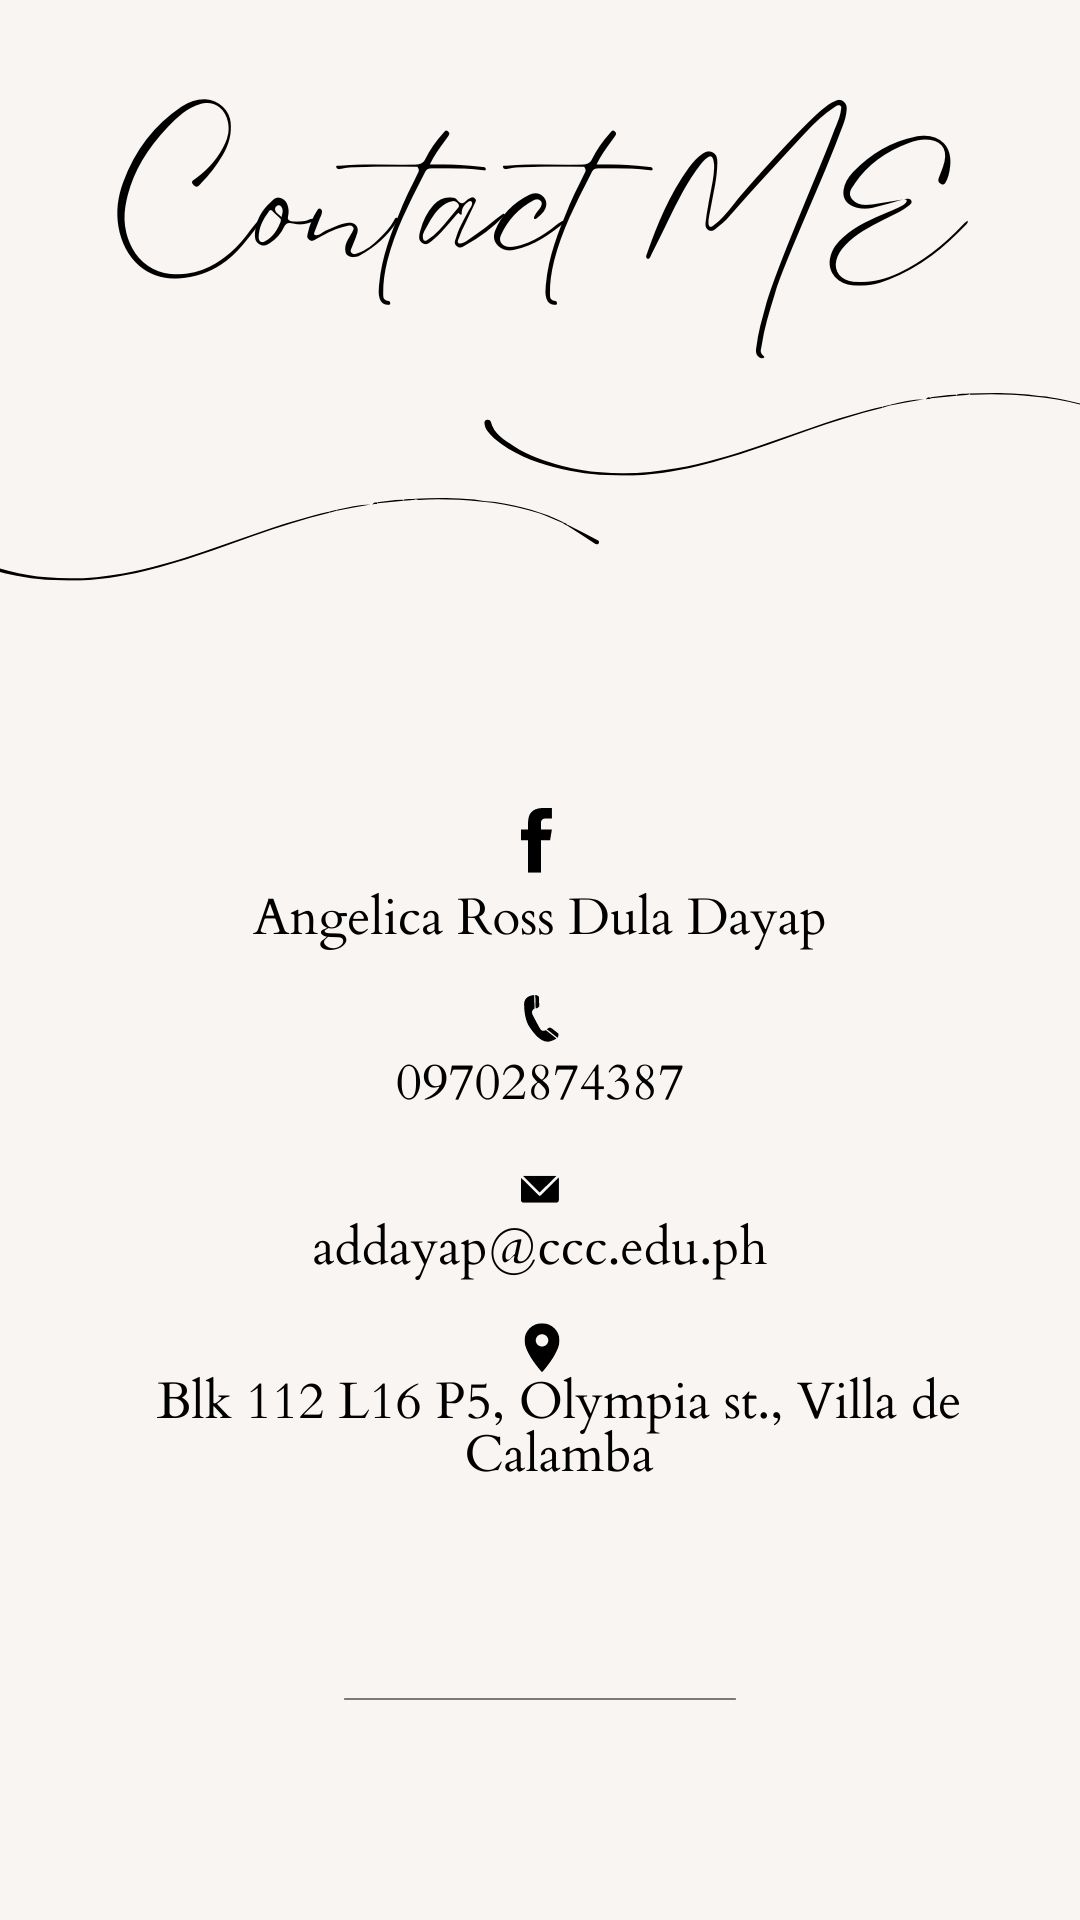 Contact ME
Angelica Ross Dula Dayap
09702874387
addayap@ccc.edu.ph
Blk 112 L16 P5, Olympia st., Villa de
Calamba